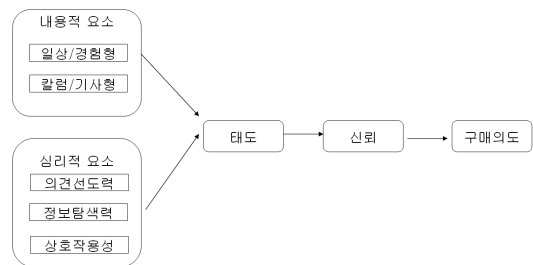 내용적 요소
일상/경험형
칼럼/기사형
태도
신뢰
구매의도
심리적 요소
의견선도력
정보탐색력
상호작용성